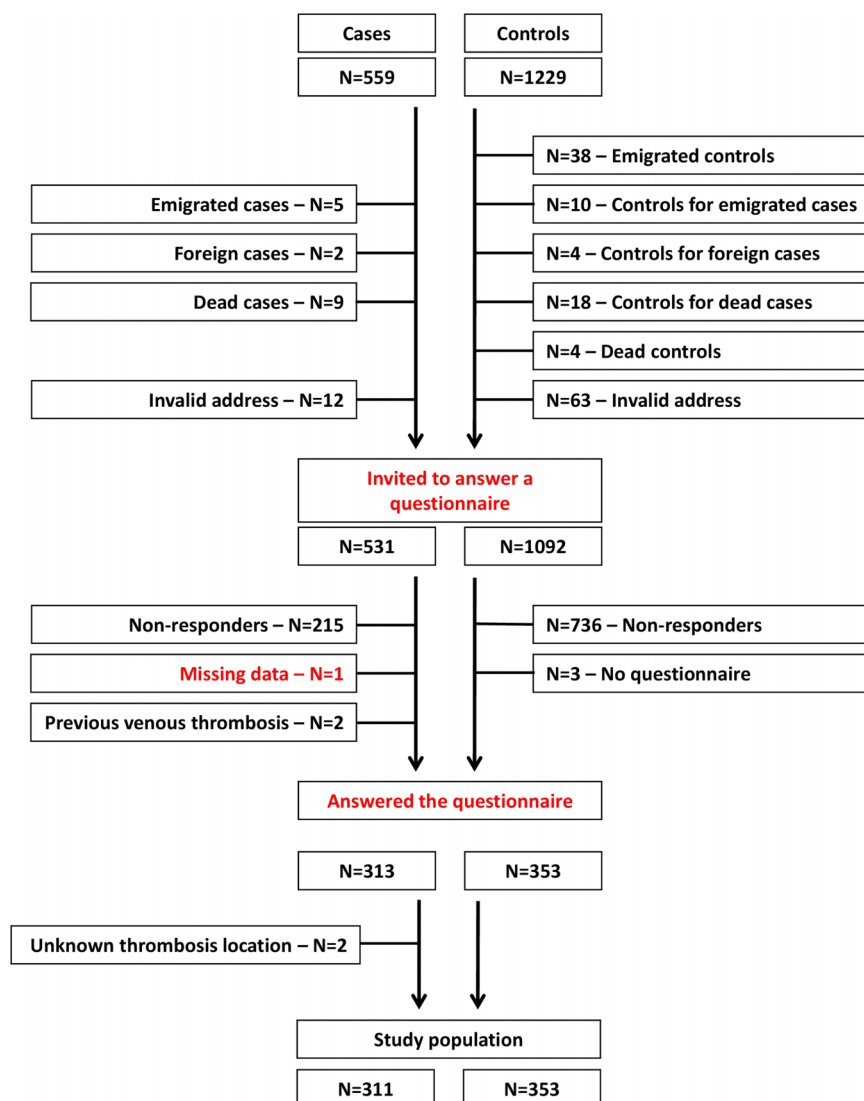 Cases
Controls
N=559
N=1229
N=38 – Emigrated controls
Emigrated cases – N=5
N=10 – Controls for emigrated cases
Foreign cases – N=2
N=4 – Controls for foreign cases
Dead cases – N=9
N=18 – Controls for dead cases
N=4 – Dead controls
Invalid address – N=12
N=63 – Invalid address
Invited to answer a
questionnaire
N=531
N=1092
Non-responders – N=215
N=736 – Non-responders
Missing data – N=1
N=3 – No questionnaire
Previous venous thrombosis – N=2
Answered the questionnaire
N=313
N=353
Unknown thrombosis location – N=2
Study population
N=311
N=353